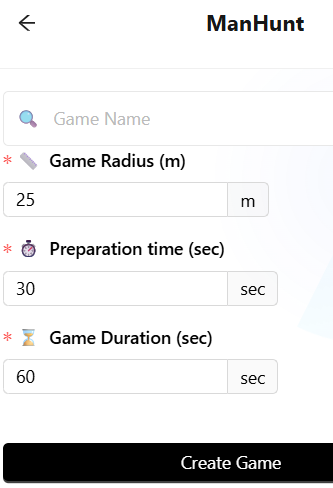 ManHunt
Game Name
* Game Radius (m)
25 m
* Preparation time (sec)
30 sec
* Game Duration (sec)
60 sec
Create Game